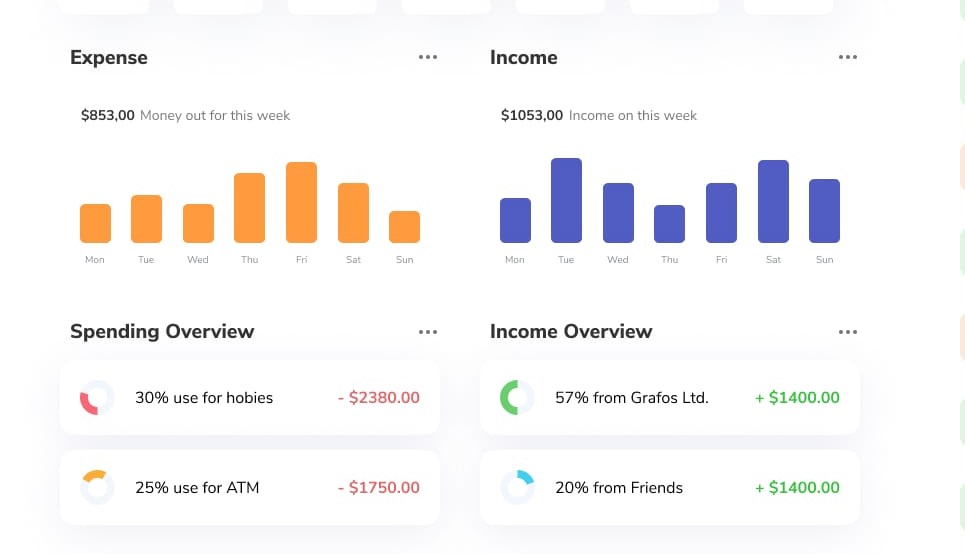 Expense
$853,00 Money out for this week
Mon Tue Wed Thu Fri Sat Sun
Income
$1053,00 Income on this week
Mon Tue Wed Thu Fri Sat Sun
Spending Overview
30% use for hobies - $2380.00
25% use for ATM - $1750.00
Income Overview
57% from Grafos Ltd. + $1400.00
20% from Friends + $1400.00